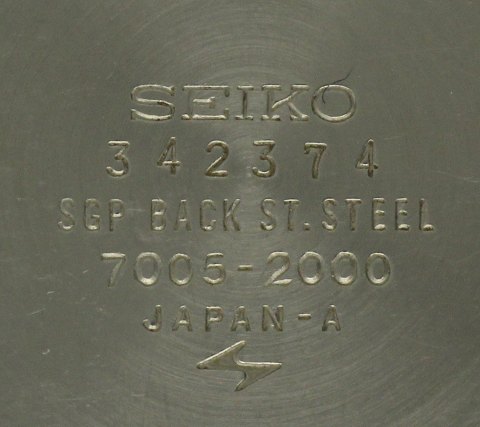 SEIKO
342374
SGP BACK ST.STEEL
7005-2000
JAPAN-A